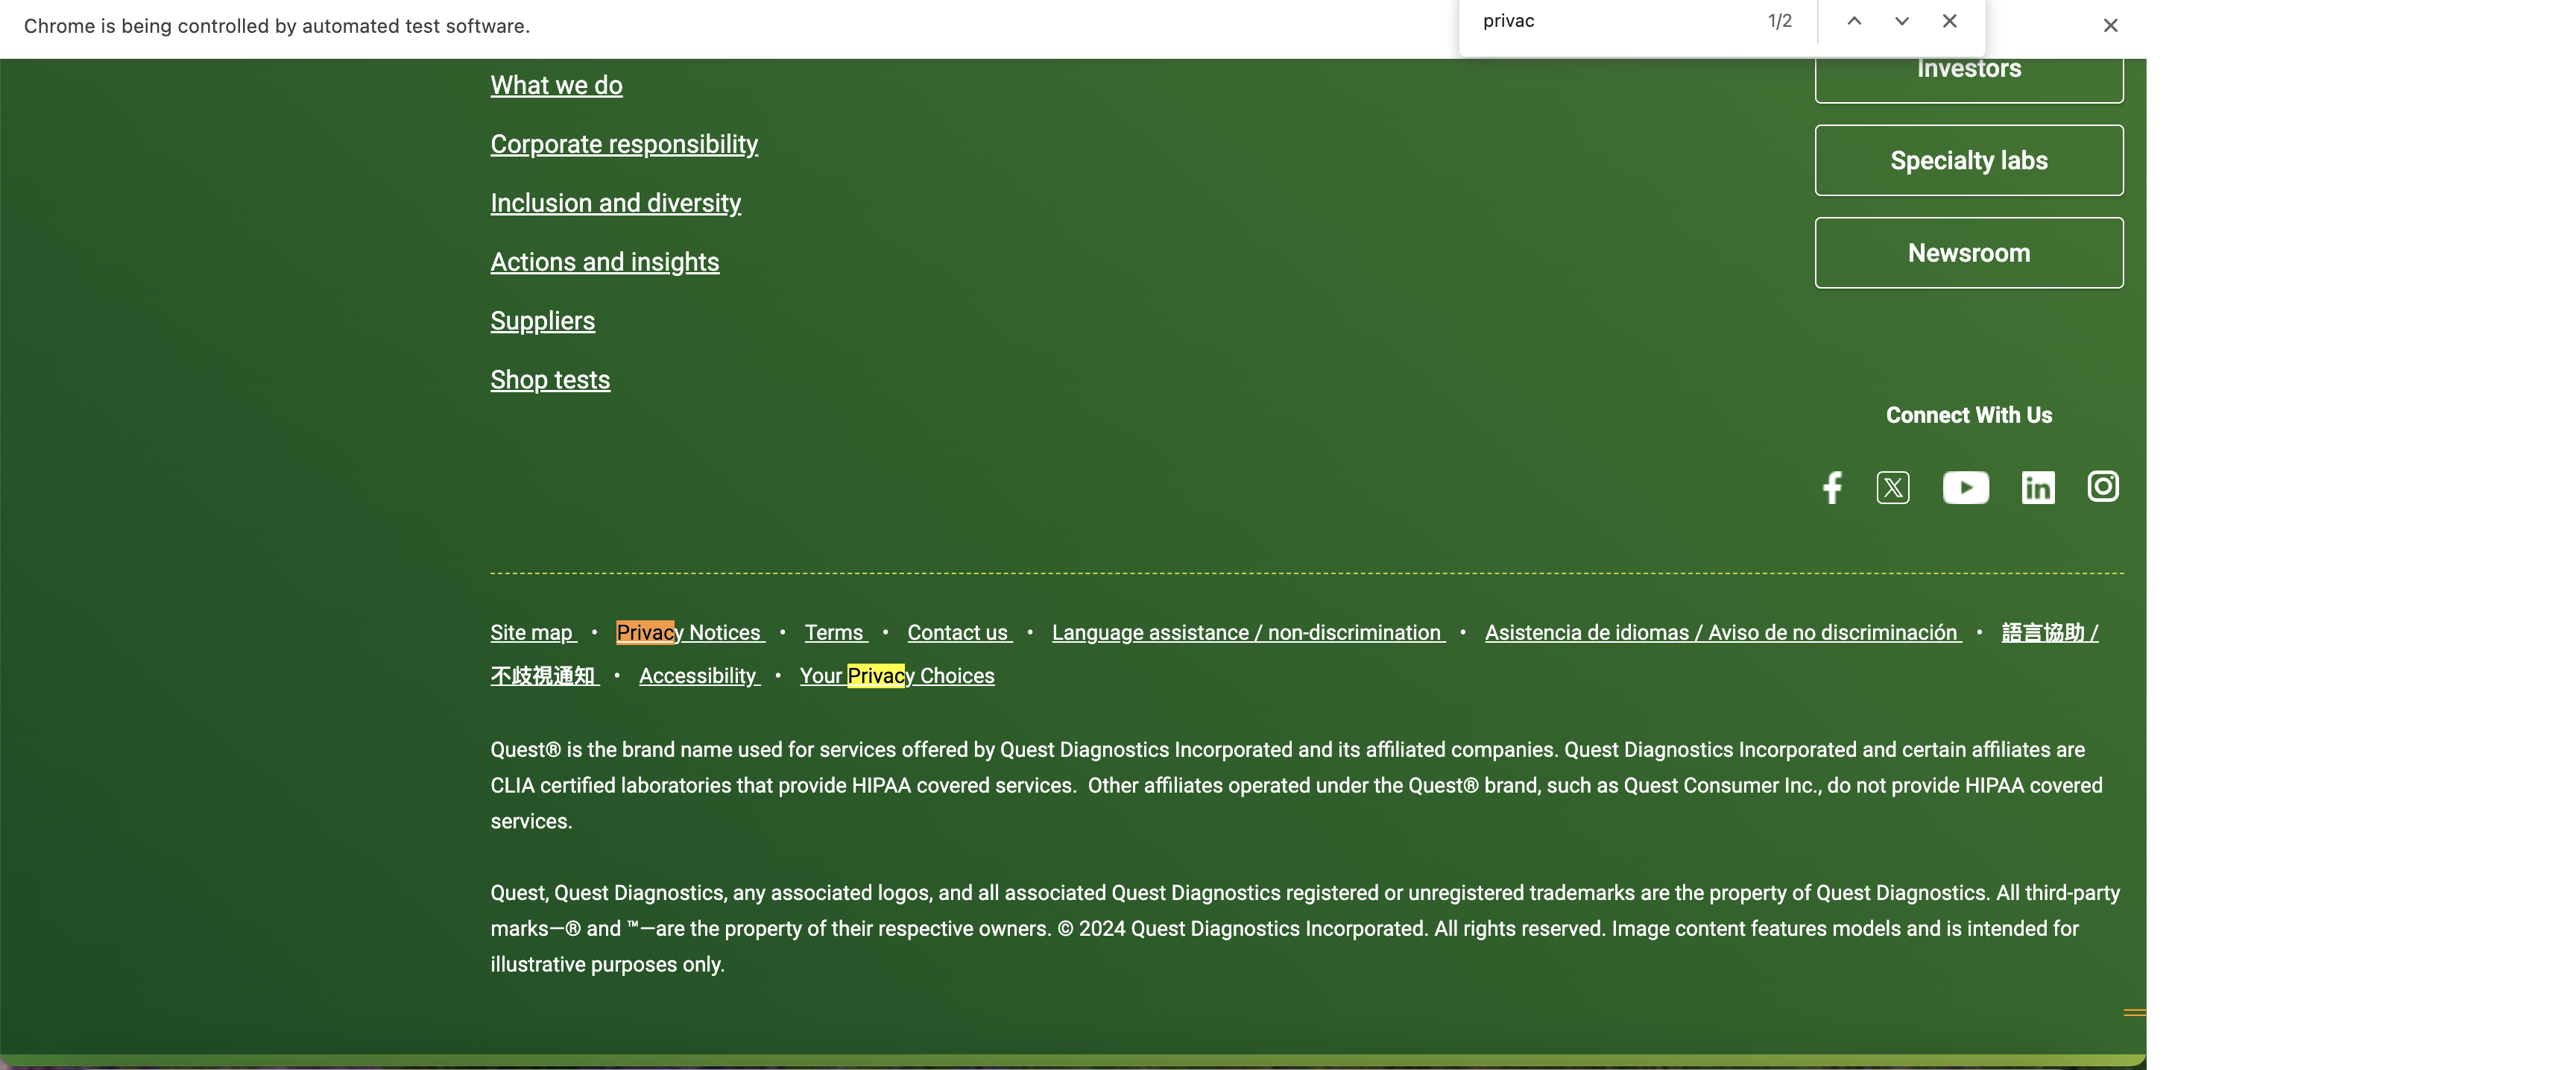 Chrome is being controlled by automated test software.
privac 1/2
What we do
Corporate responsibility
Inclusion and diversity
Actions and insights
Suppliers
Shop tests
Investors
Specialty labs
Newsroom
Connect With Us
Site map • Privacy Notices • Terms • Contact us • Language assistance / non-discrimination • Asistencia de idiomas / Aviso de no discriminación • 語言協助 /
不歧視通知 • Accessibility • Your Privacy Choices
Quest® is the brand name used for services offered by Quest Diagnostics Incorporated and its affiliated companies. Quest Diagnostics Incorporated and certain affiliates are
CLIA certified laboratories that provide HIPAA covered services.  Other affiliates operated under the Quest® brand, such as Quest Consumer Inc., do not provide HIPAA covered
services.
Quest, Quest Diagnostics, any associated logos, and all associated Quest Diagnostics registered or unregistered trademarks are the property of Quest Diagnostics. All third-party
marks—® and ™—are the property of their respective owners. © 2024 Quest Diagnostics Incorporated. All rights reserved. Image content features models and is intended for
illustrative purposes only.